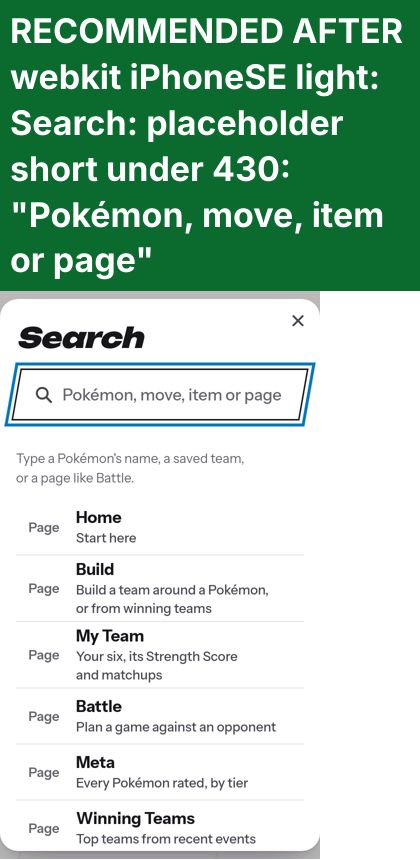 RECOMMENDED AFTER
webkit iPhoneSE light:
Search: placeholder
short under 430:
"Pokémon, move, item
or page"
Search
Pokémon, move, item or page
Type a Pokémon's name, a saved team,
or a page like Battle.
Page
Home
Start here
Page
Build
Build a team around a Pokémon,
or from winning teams
Page
My Team
Your six, its Strength Score
and matchups
Page
Battle
Plan a game against an opponent
Page
Meta
Every Pokémon rated, by tier
Page
Winning Teams
Top teams from recent events